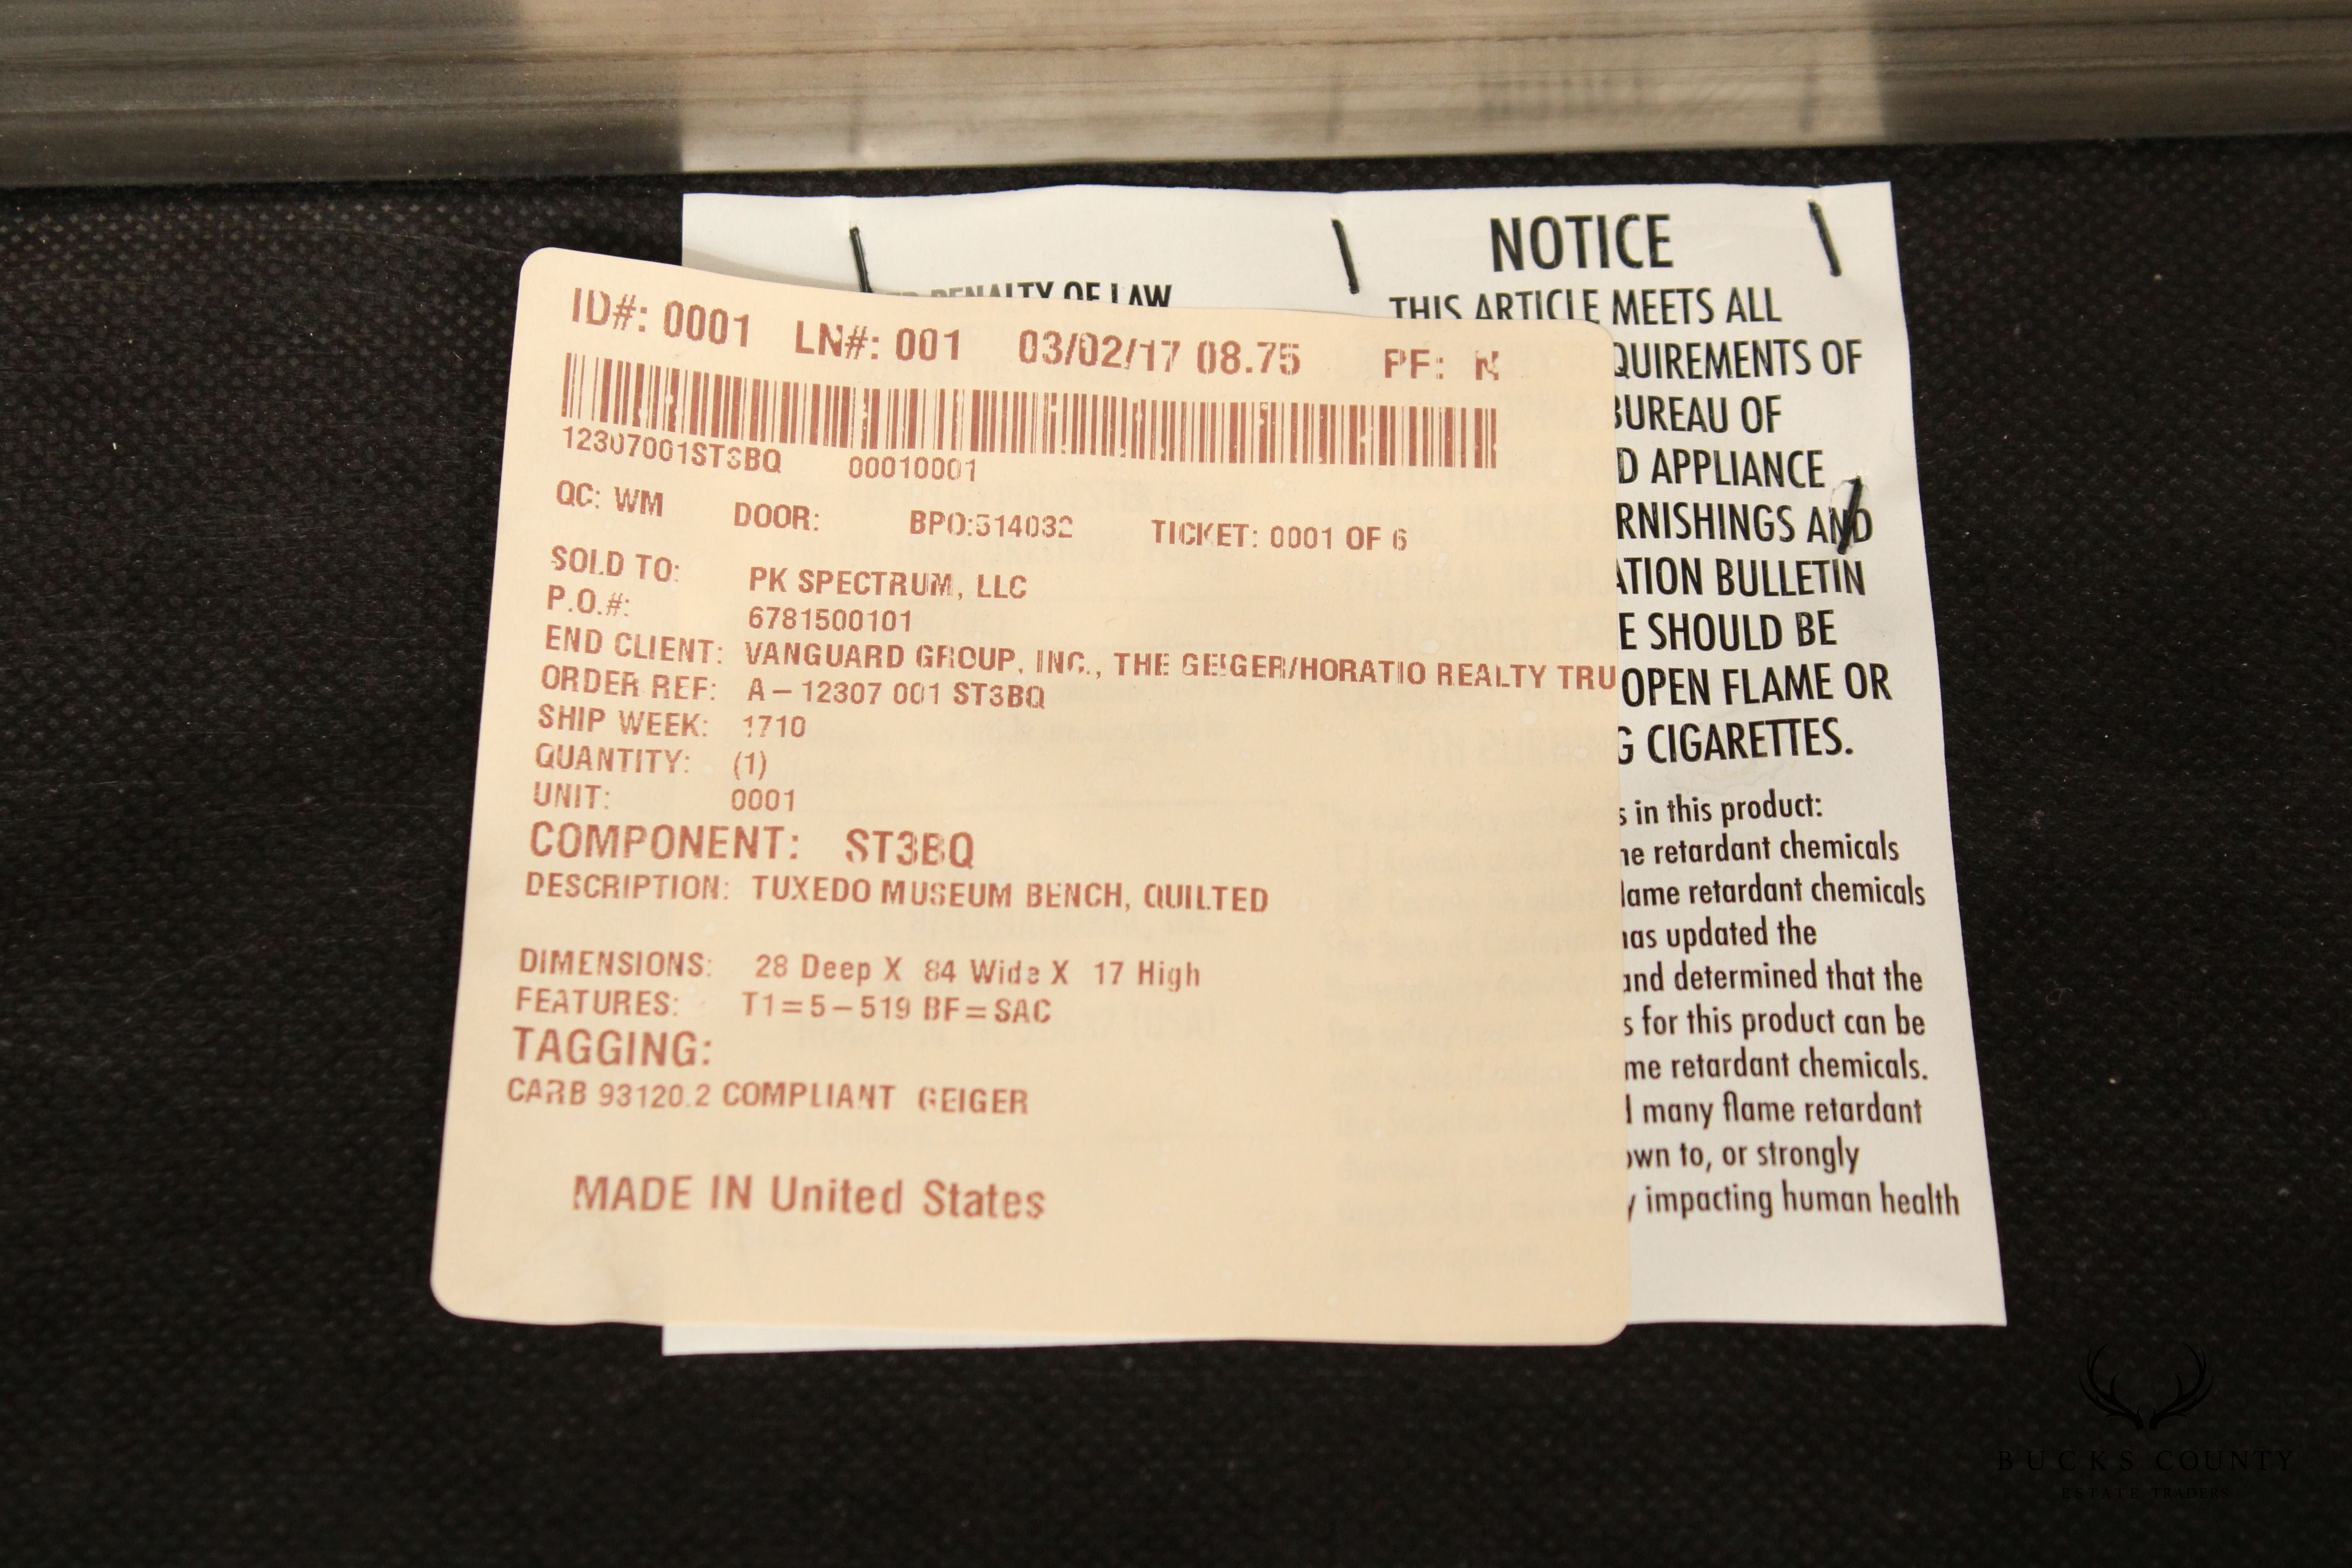 ID#: 0001 LN#: 001 03/02/17 08.75 PF: N
12307001ST3BQ 00010001
QC: WM DOOR: BPO:514032 TICKET: 0001 OF 6
SOLD TO: PK SPECTRUM, LLC
P.O.#: 6781500101
END CLIENT: VANGUARD GROUP, INC., THE GEIGER/HORATIO REALTY TRU
ORDER REF: A – 12307 001 ST3BQ
SHIP WEEK: 1710
QUANTITY: (1)
UNIT: 0001
COMPONENT: ST3BQ
DESCRIPTION: TUXEDO MUSEUM BENCH, QUILTED
DIMENSIONS: 28 Deep X 84 Wide X 17 High
FEATURES: T1=5–519 BF=SAC
TAGGING:
CARB 93120.2 COMPLIANT GEIGER
MADE IN United States
PENALTY OF LAW
NOTICE
THIS ARTICLE MEETS ALL
QUIREMENTS OF
BUREAU OF
D APPLIANCE
RNISHINGS AND
ATION BULLETIN
E SHOULD BE
OPEN FLAME OR
G CIGARETTES.
s in this product:
ne retardant chemicals
lame retardant chemicals
has updated the
and determined that the
s for this product can be
me retardant chemicals.
d many flame retardant
own to, or strongly
y impacting human health
BUCKS COUNTY
ESTATE TRADERS